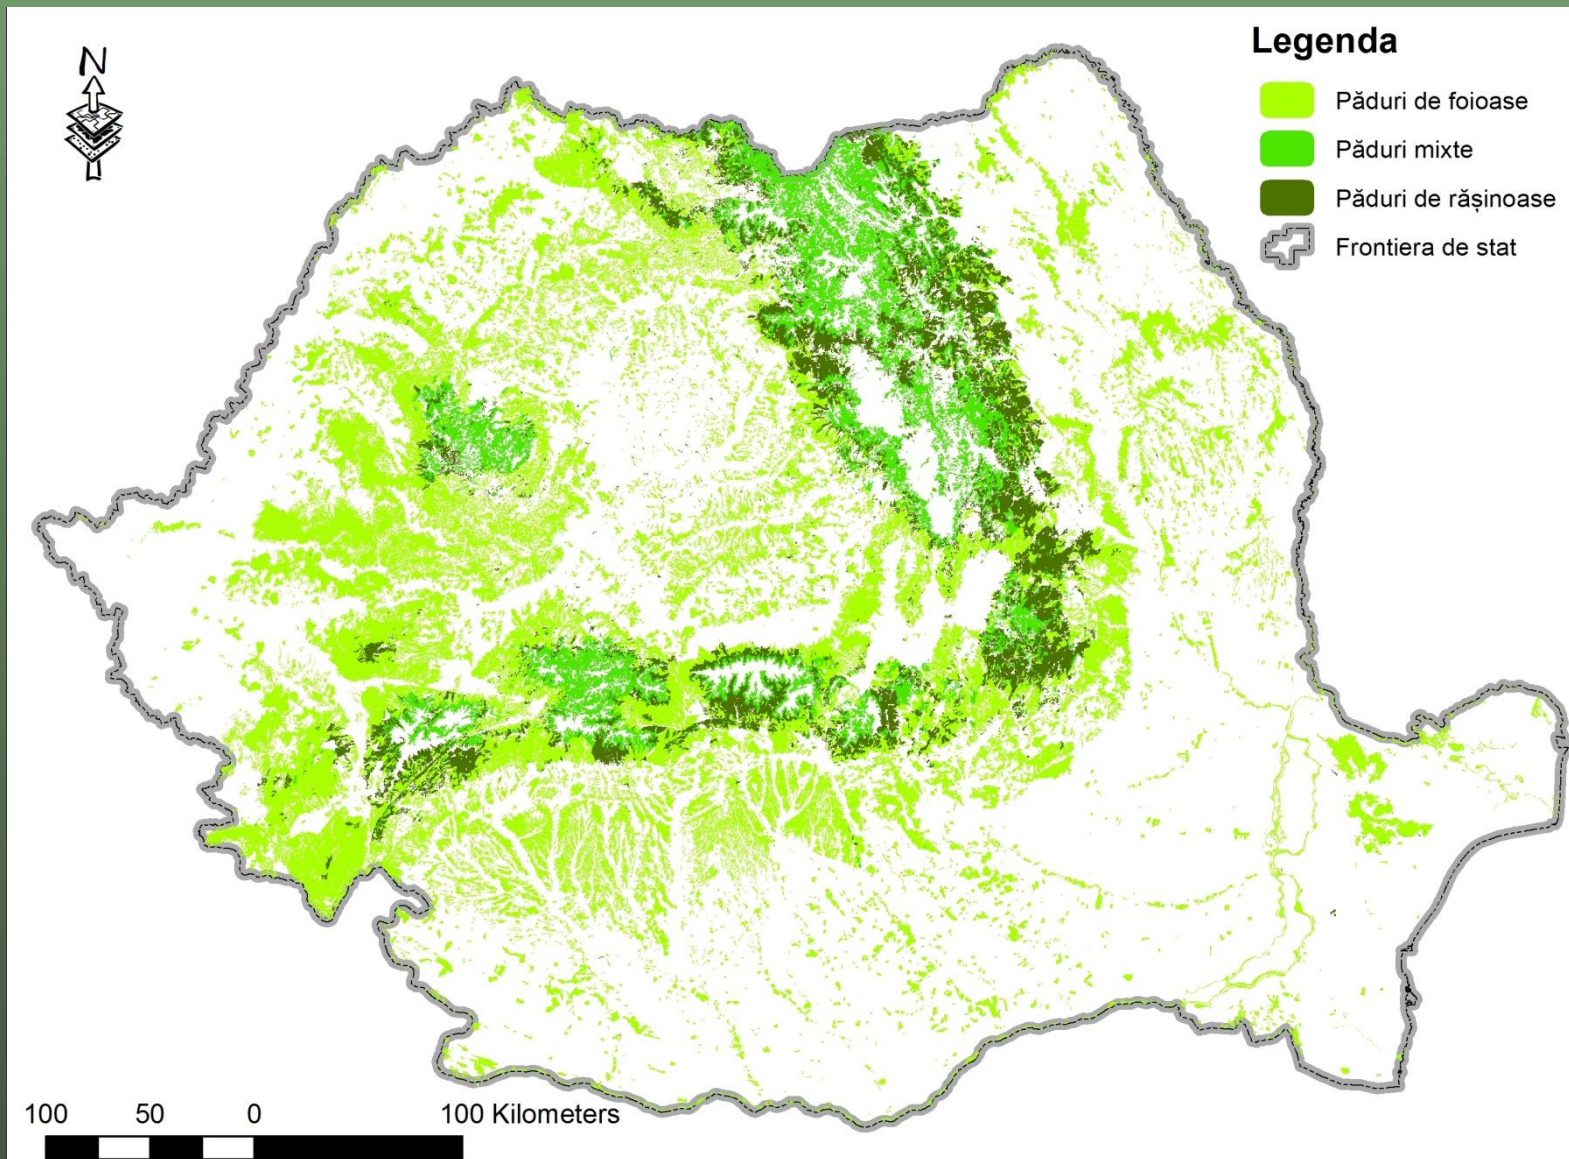 N
Legenda
Păduri de foioase
Păduri mixte
Păduri de rășinoase
Frontiera de stat
100 50 0 100 Kilometers